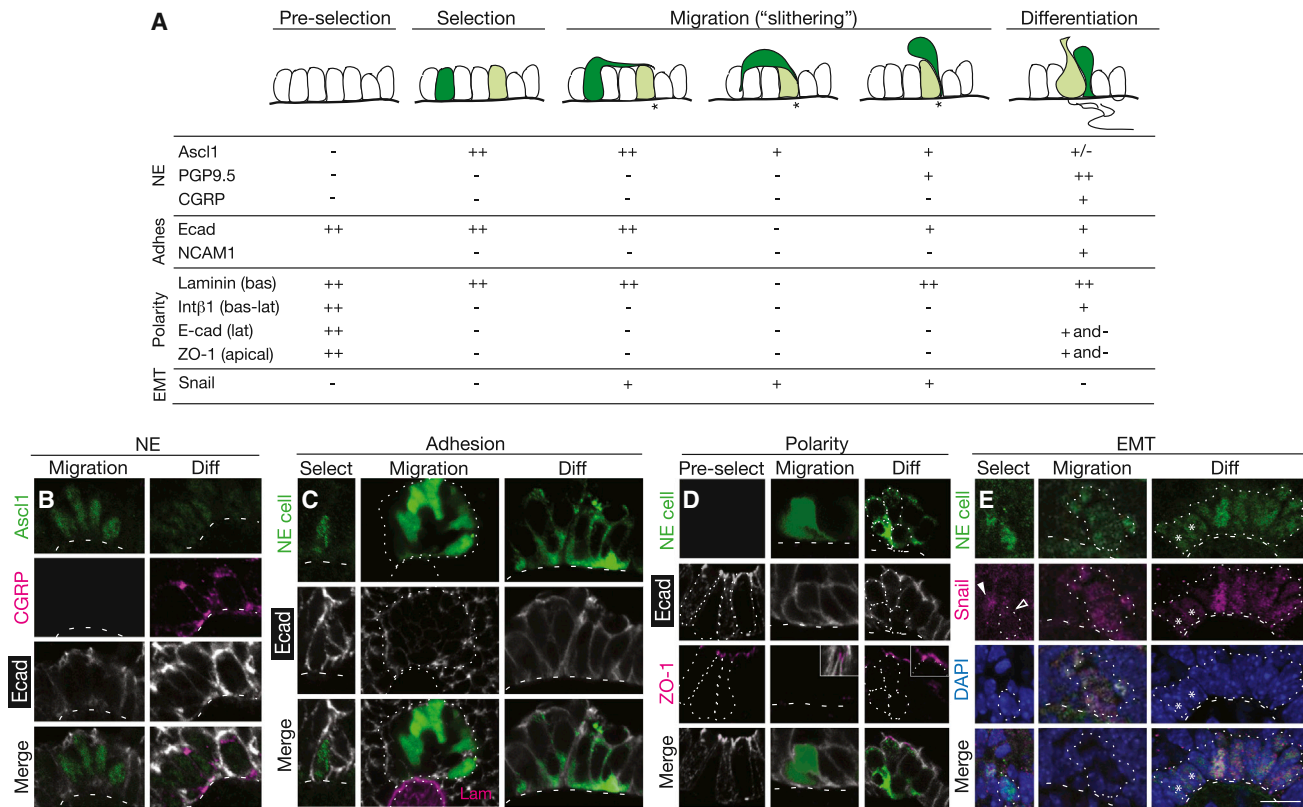 A
Pre-selection Selection Migration (“slithering”) Differentiation
* * *
NE
Ascl1 - ++ ++ + + +/-
PGP9.5 - - - - + ++
CGRP - - - - - +
Adhes
Ecad ++ ++ ++ - + +
NCAM1 - - - - +
Polarity
Laminin (bas) ++ ++ ++ - ++ ++
Intβ1 (bas-lat) ++ - - - - +
E-cad (lat) ++ - - - - + and-
ZO-1 (apical) ++ - - - - + and-
EMT
Snail - - + + + -
NE
B
Migration Diff
Ascl1
CGRP
Ecad
Merge
Adhesion
C
Select Migration Diff
NE cell
Ecad
Merge
Lam
Polarity
D
Pre-select Migration Diff
NE cell
Ecad
ZO-1
Merge
EMT
E
Select Migration Diff
NE cell
* *
Snail
* *
DAPI
* *
Merge
* *